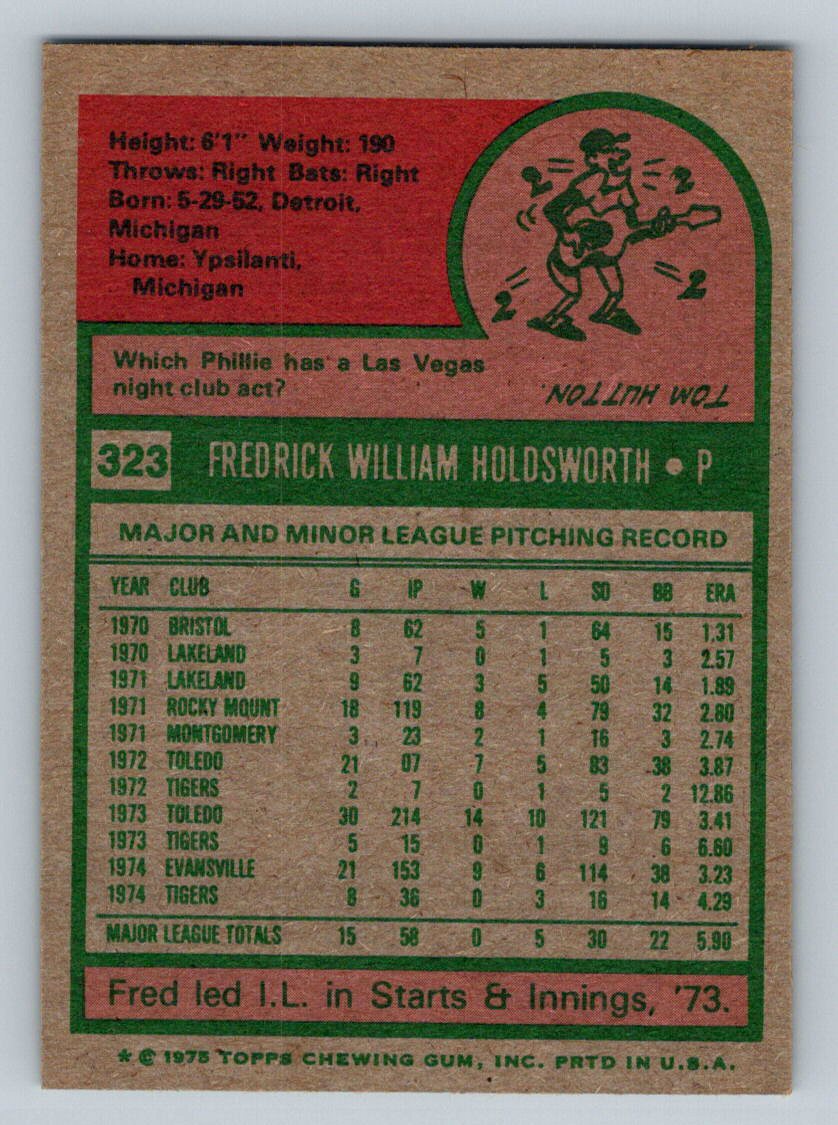 Height: 6'1" Weight: 190
Throws: Right Bats: Right
Born: 5-29-52, Detroit,
Michigan
Home: Ypsilanti,
Michigan
2 2
2 2
Which Phillie has a Las Vegas
night club act?
TOM HUTTON.
323 FREDRICK WILLIAM HOLDSWORTH • P
MAJOR AND MINOR LEAGUE PITCHING RECORD
YEAR CLUB G IP W L SO BB ERA
1970 BRISTOL 8 62 5 1 64 15 1.31
1970 LAKELAND 3 7 0 1 5 3 2.57
1971 LAKELAND 9 62 3 5 50 14 1.89
1971 ROCKY MOUNT 18 119 8 4 79 32 2.80
1971 MONTGOMERY 3 23 2 1 16 3 2.74
1972 TOLEDO 21 07 7 5 83 38 3.87
1972 TIGERS 2 7 0 1 5 2 12.86
1973 TOLEDO 30 214 14 10 121 79 3.41
1973 TIGERS 5 15 0 1 9 6 6.60
1974 EVANSVILLE 21 153 9 6 114 38 3.23
1974 TIGERS 8 36 0 3 16 14 4.29
MAJOR LEAGUE TOTALS 15 58 0 5 30 22 5.90
Fred led I.L. in Starts & Innings, '73.
* © 1975 TOPPS CHEWING GUM, INC. PRTD IN U.S.A.